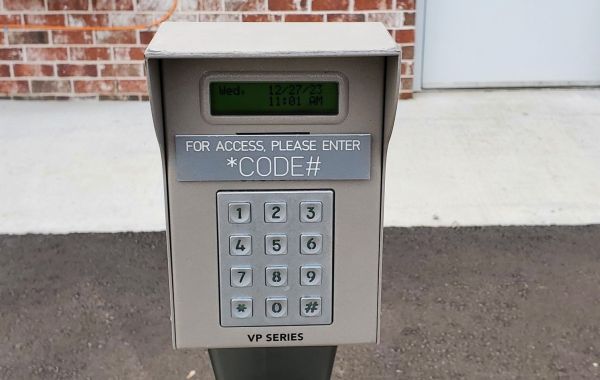 Wed. 12/27/23
11:01 AM
FOR ACCESS, PLEASE ENTER
*CODE#
1 2 3
4 5 6
7 8 9
* 0 #
VP SERIES